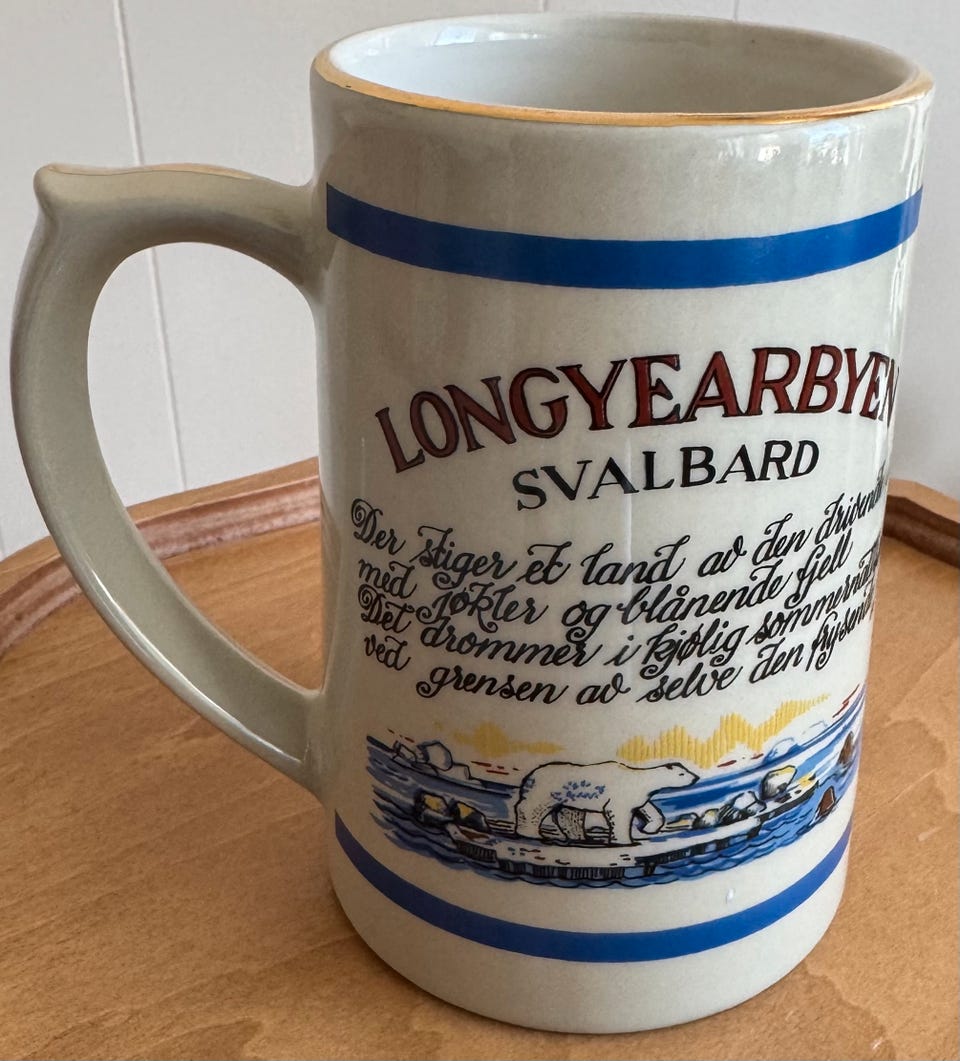 LONGYEARBYEN
SVALBARD
Der stiger et land av den drivende
med jøkler og blånende fjell
Det drømmer i kjølig
ved grensen av selve den